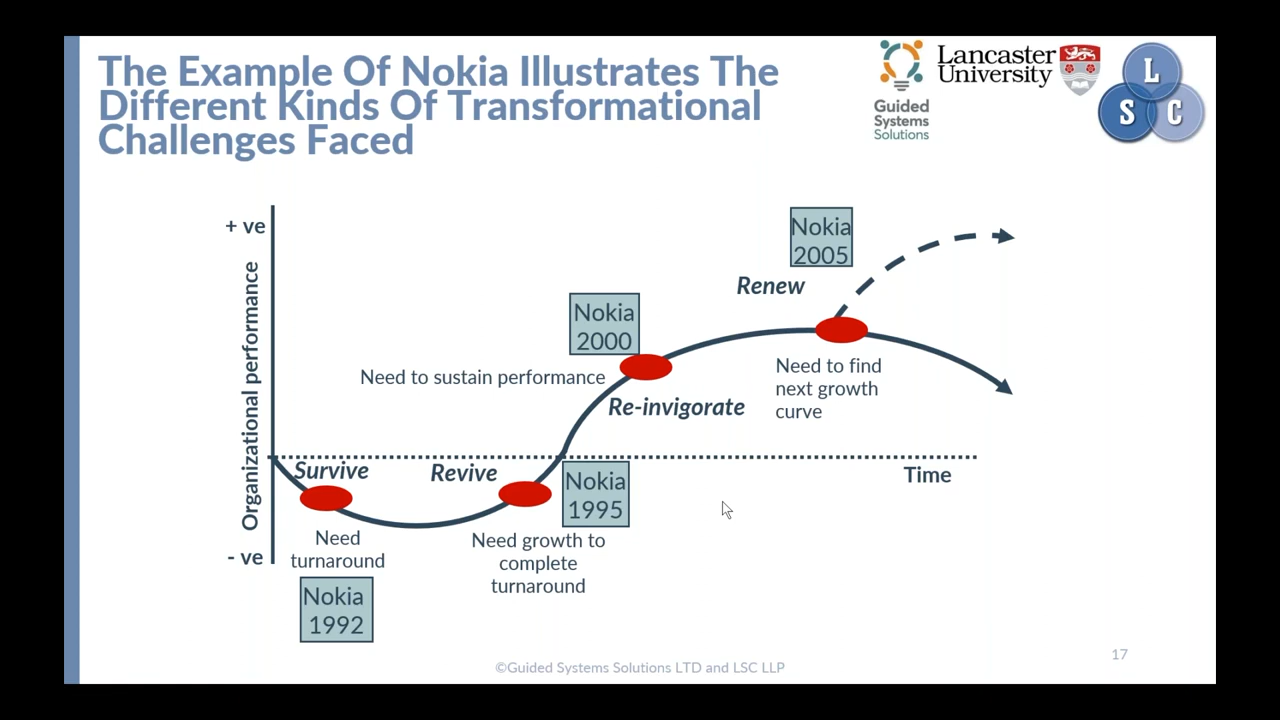 The Example Of Nokia Illustrates The
Different Kinds Of Transformational
Challenges Faced
Guided
Systems
Solutions
Lancaster
University
L
S
C
+ ve
Organizational performance
- ve
Nokia
2005
Renew
Nokia
2000
Need to sustain performance
Re-invigorate
Need to find
next growth
curve
Survive
Revive
Nokia
1995
Time
Need
turnaround
Need growth to
complete
turnaround
Nokia
1992
©Guided Systems Solutions LTD and LSC LLP
17